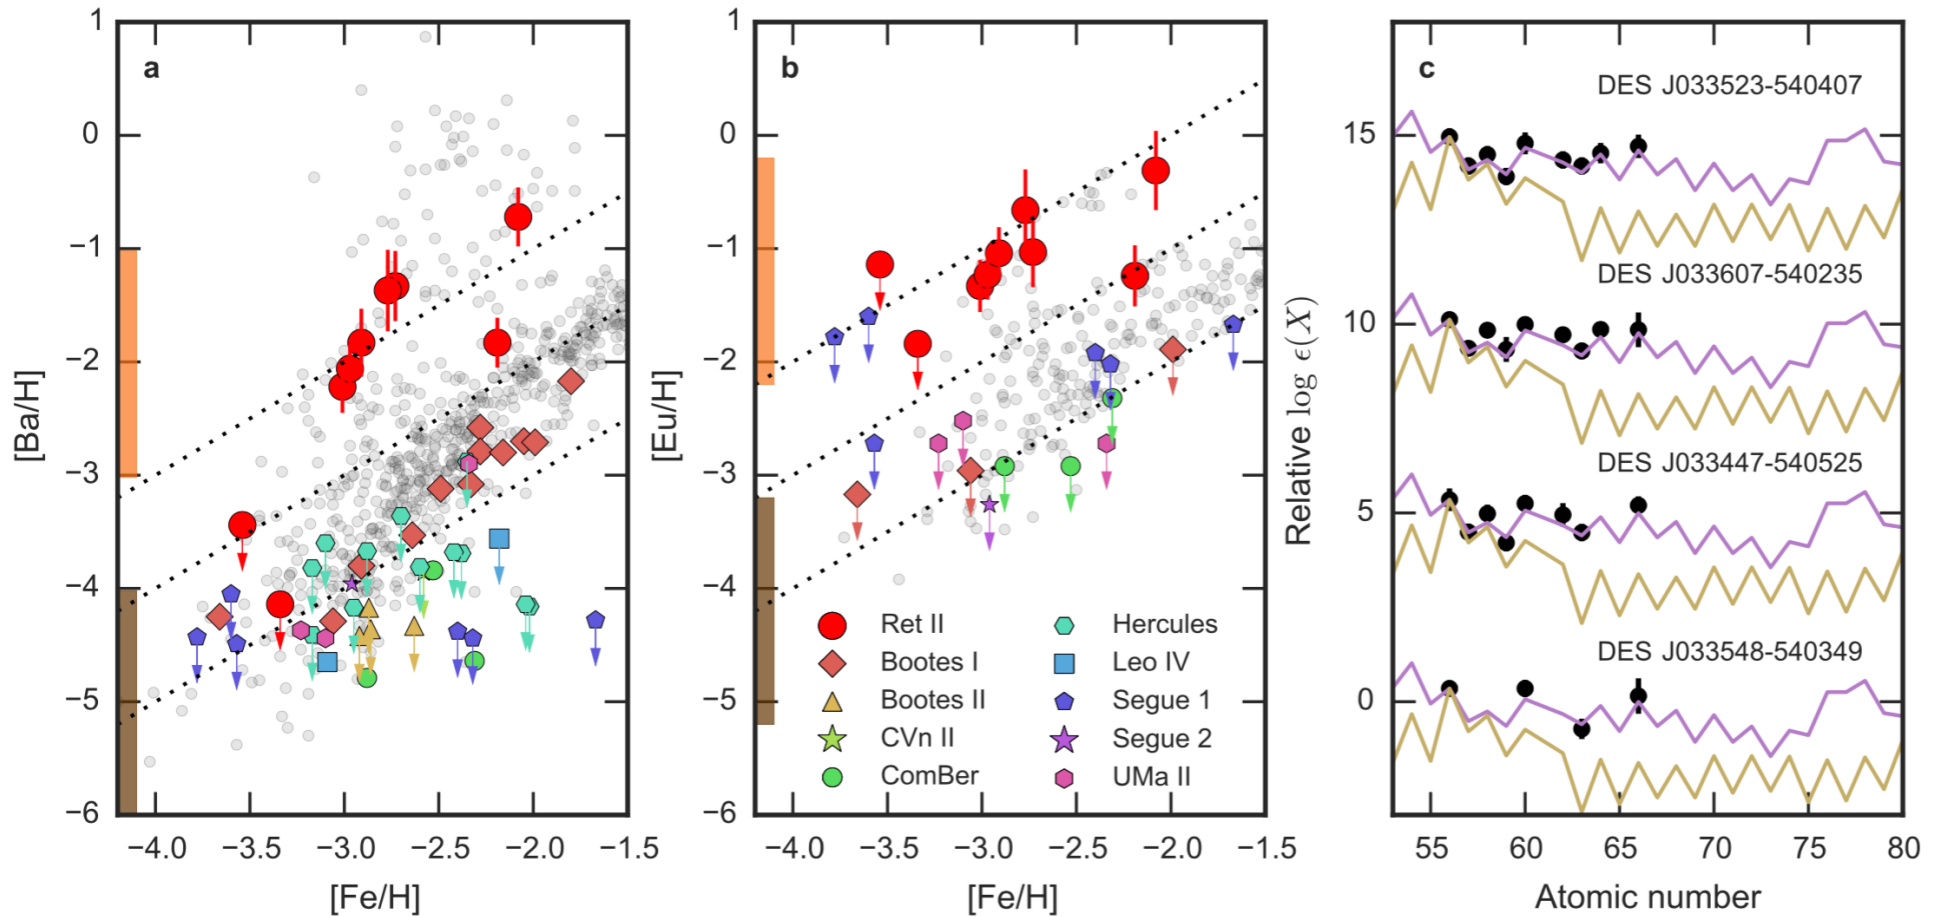 a
1
0
−1
−2
−3
−4
−5
−6
[Ba/H]
−4.0 −3.5 −3.0 −2.5 −2.0 −1.5
[Fe/H]
b
1
0
−1
−2
−3
−4
−5
−6
[Eu/H]
Ret II
Bootes I
Bootes II
CVn II
ComBer
Hercules
Leo IV
Segue 1
Segue 2
UMa II
−4.0 −3.5 −3.0 −2.5 −2.0 −1.5
[Fe/H]
c
15
10
5
0
Relative log ϵ(X)
DES J033523-540407
DES J033607-540235
DES J033447-540525
DES J033548-540349
55 60 65 70 75 80
Atomic number